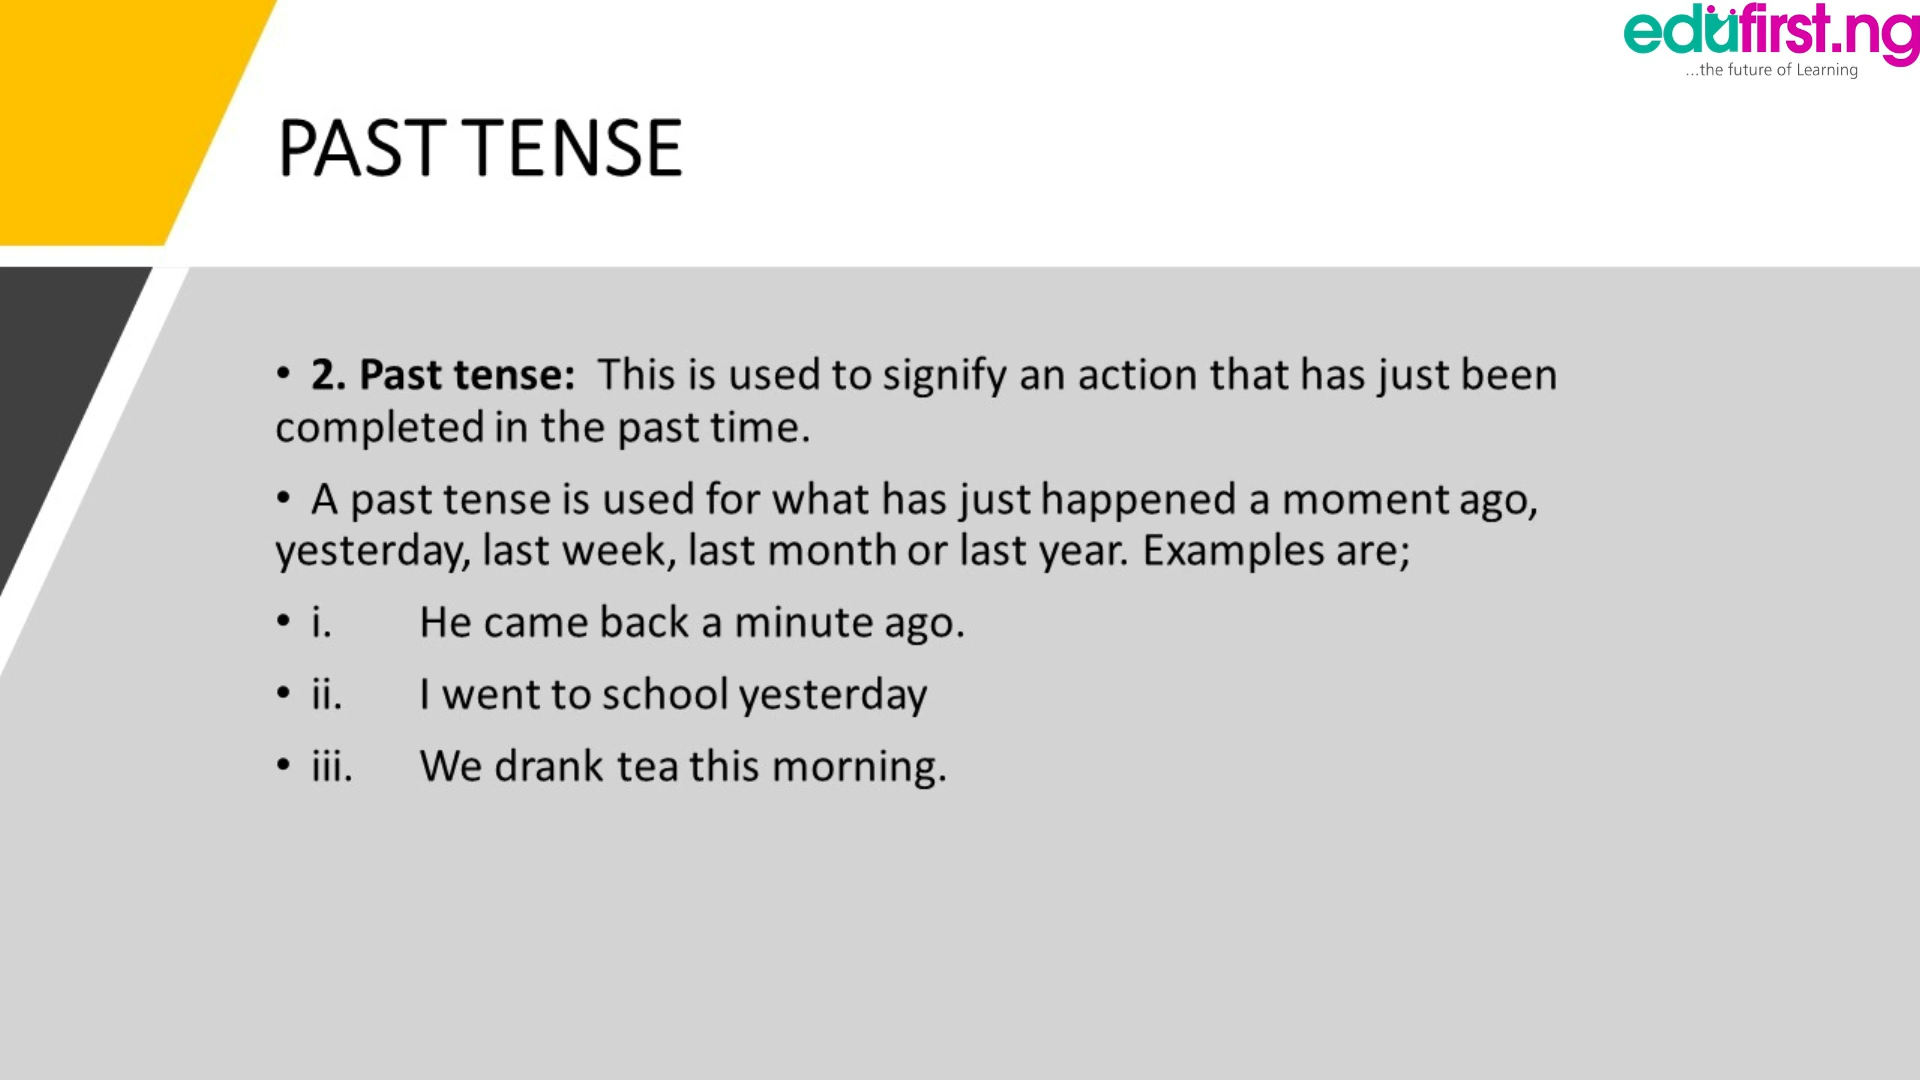 edufirst.ng
...the future of Learning
PAST TENSE
• 2. Past tense: This is used to signify an action that has just been
completed in the past time.
• A past tense is used for what has just happened a moment ago,
yesterday, last week, last month or last year. Examples are;
• i. He came back a minute ago.
• ii. I went to school yesterday
• iii. We drank tea this morning.